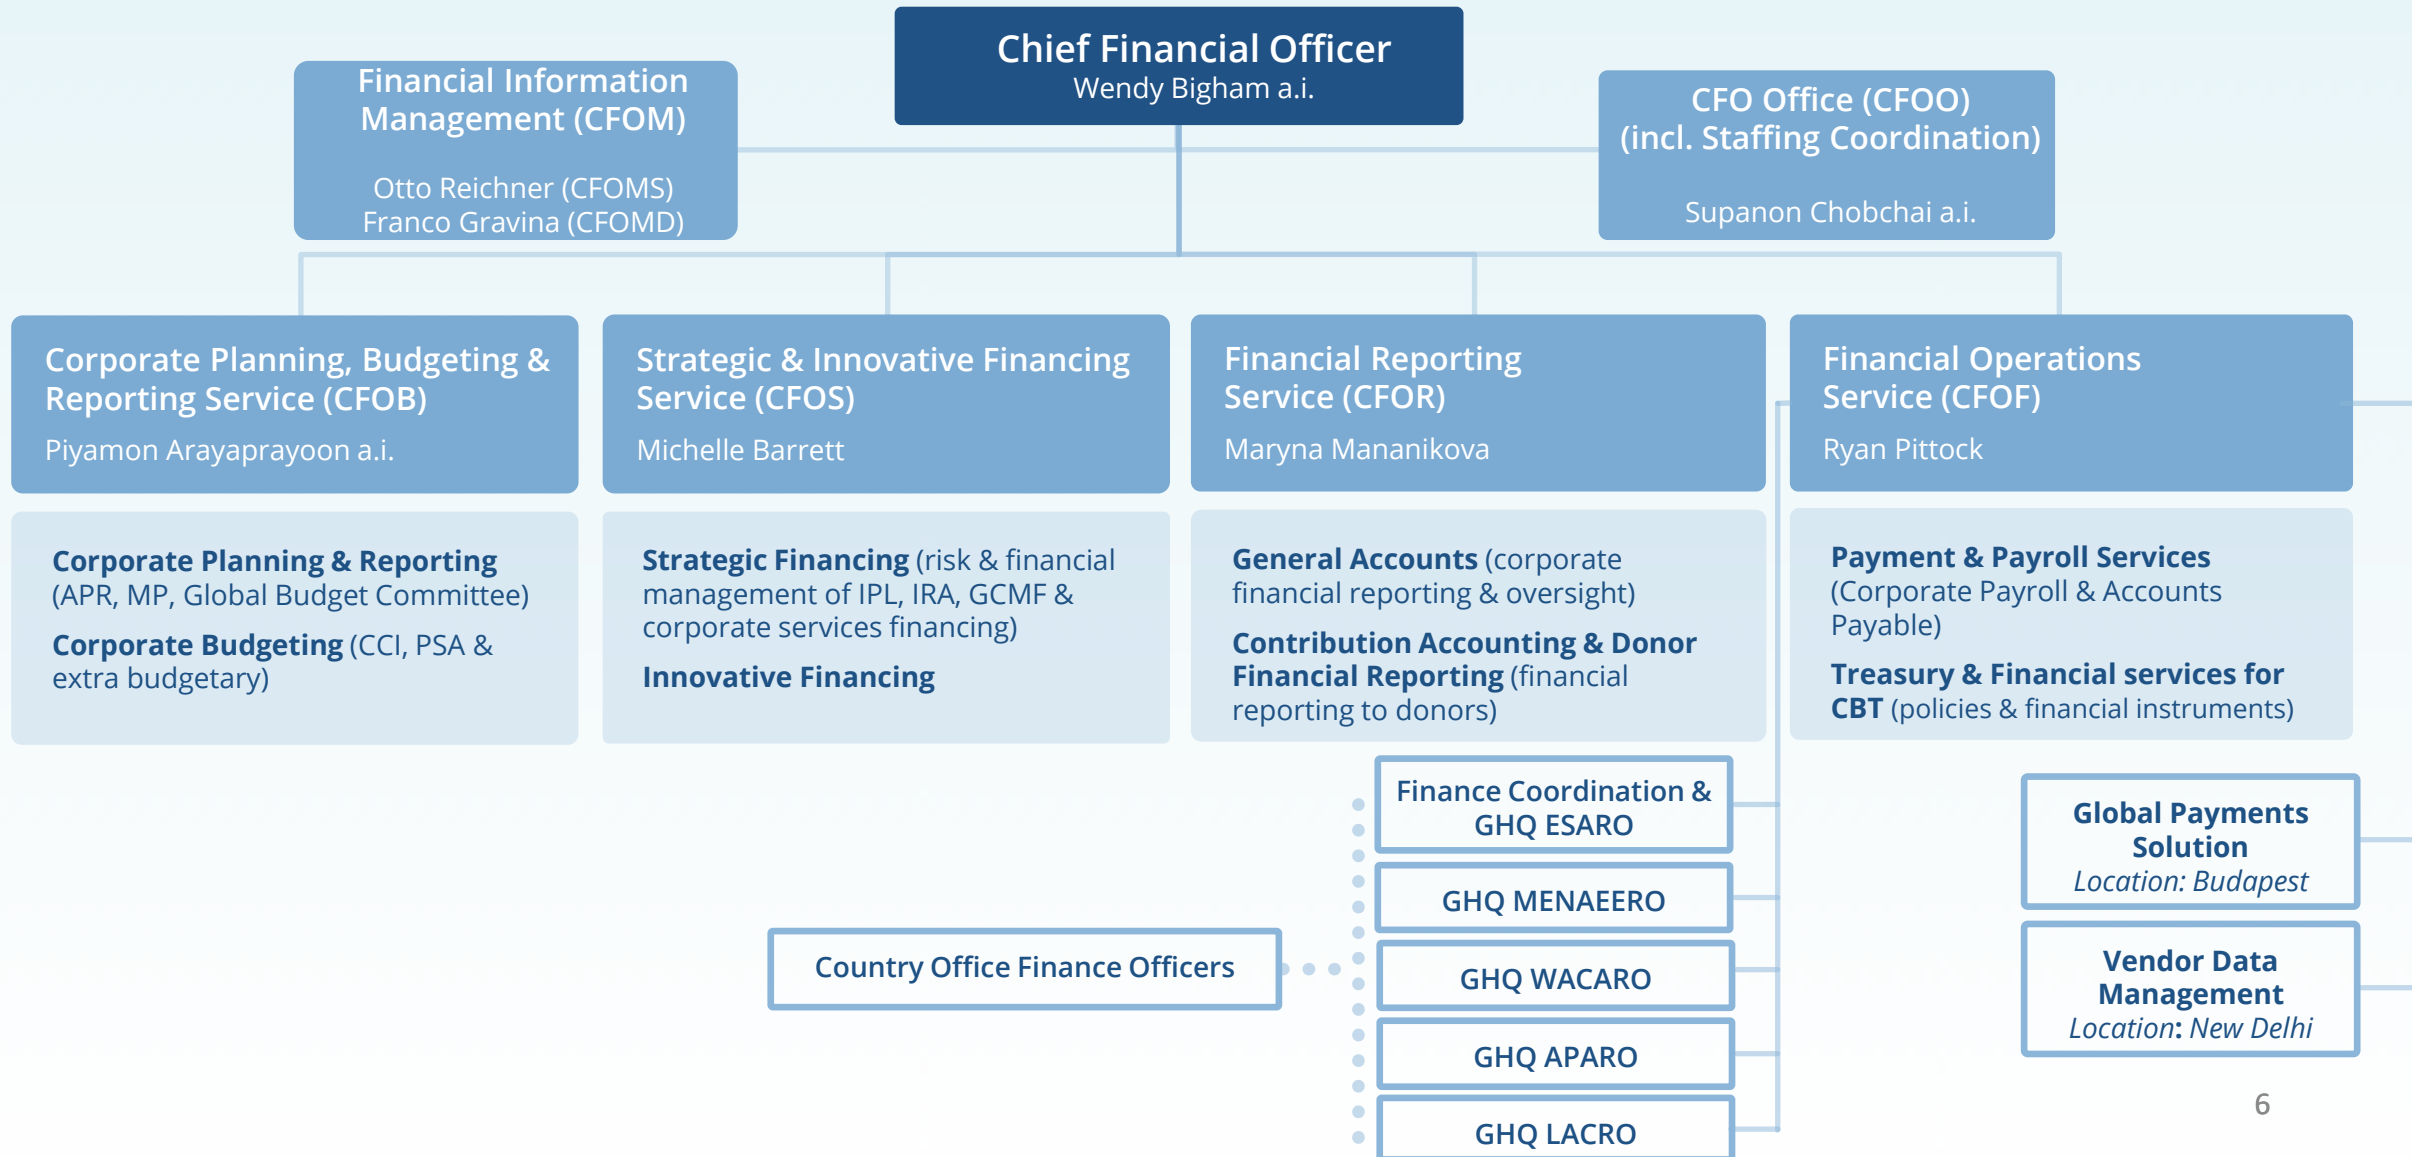 Chief Financial Officer
Wendy Bigham a.i.
Financial Information
Management (CFOM)
Otto Reichner (CFOMS)
Franco Gravina (CFOMD)
CFO Office (CFOO)
(incl. Staffing Coordination)
Supanon Chobchai a.i.
Corporate Planning, Budgeting &
Reporting Service (CFOB)
Piyamon Arayaprayoon a.i.
Strategic & Innovative Financing
Service (CFOS)
Michelle Barrett
Financial Reporting
Service (CFOR)
Maryna Mananikova
Financial Operations
Service (CFOF)
Ryan Pittock
Corporate Planning & Reporting
(APR, MP, Global Budget Committee)
Corporate Budgeting (CCI, PSA &
extra budgetary)
Strategic Financing (risk & financial
management of IPL, IRA, GCMF &
corporate services financing)
Innovative Financing
General Accounts (corporate
financial reporting & oversight)
Contribution Accounting & Donor
Financial Reporting (financial
reporting to donors)
Payment & Payroll Services
(Corporate Payroll & Accounts
Payable)
Treasury & Financial services for
CBT (policies & financial instruments)
Finance Coordination &
GHQ ESARO
GHQ MENAEERO
GHQ WACARO
GHQ APARO
GHQ LACRO
Country Office Finance Officers
Global Payments
Solution
Location: Budapest
Vendor Data
Management
Location: New Delhi
6